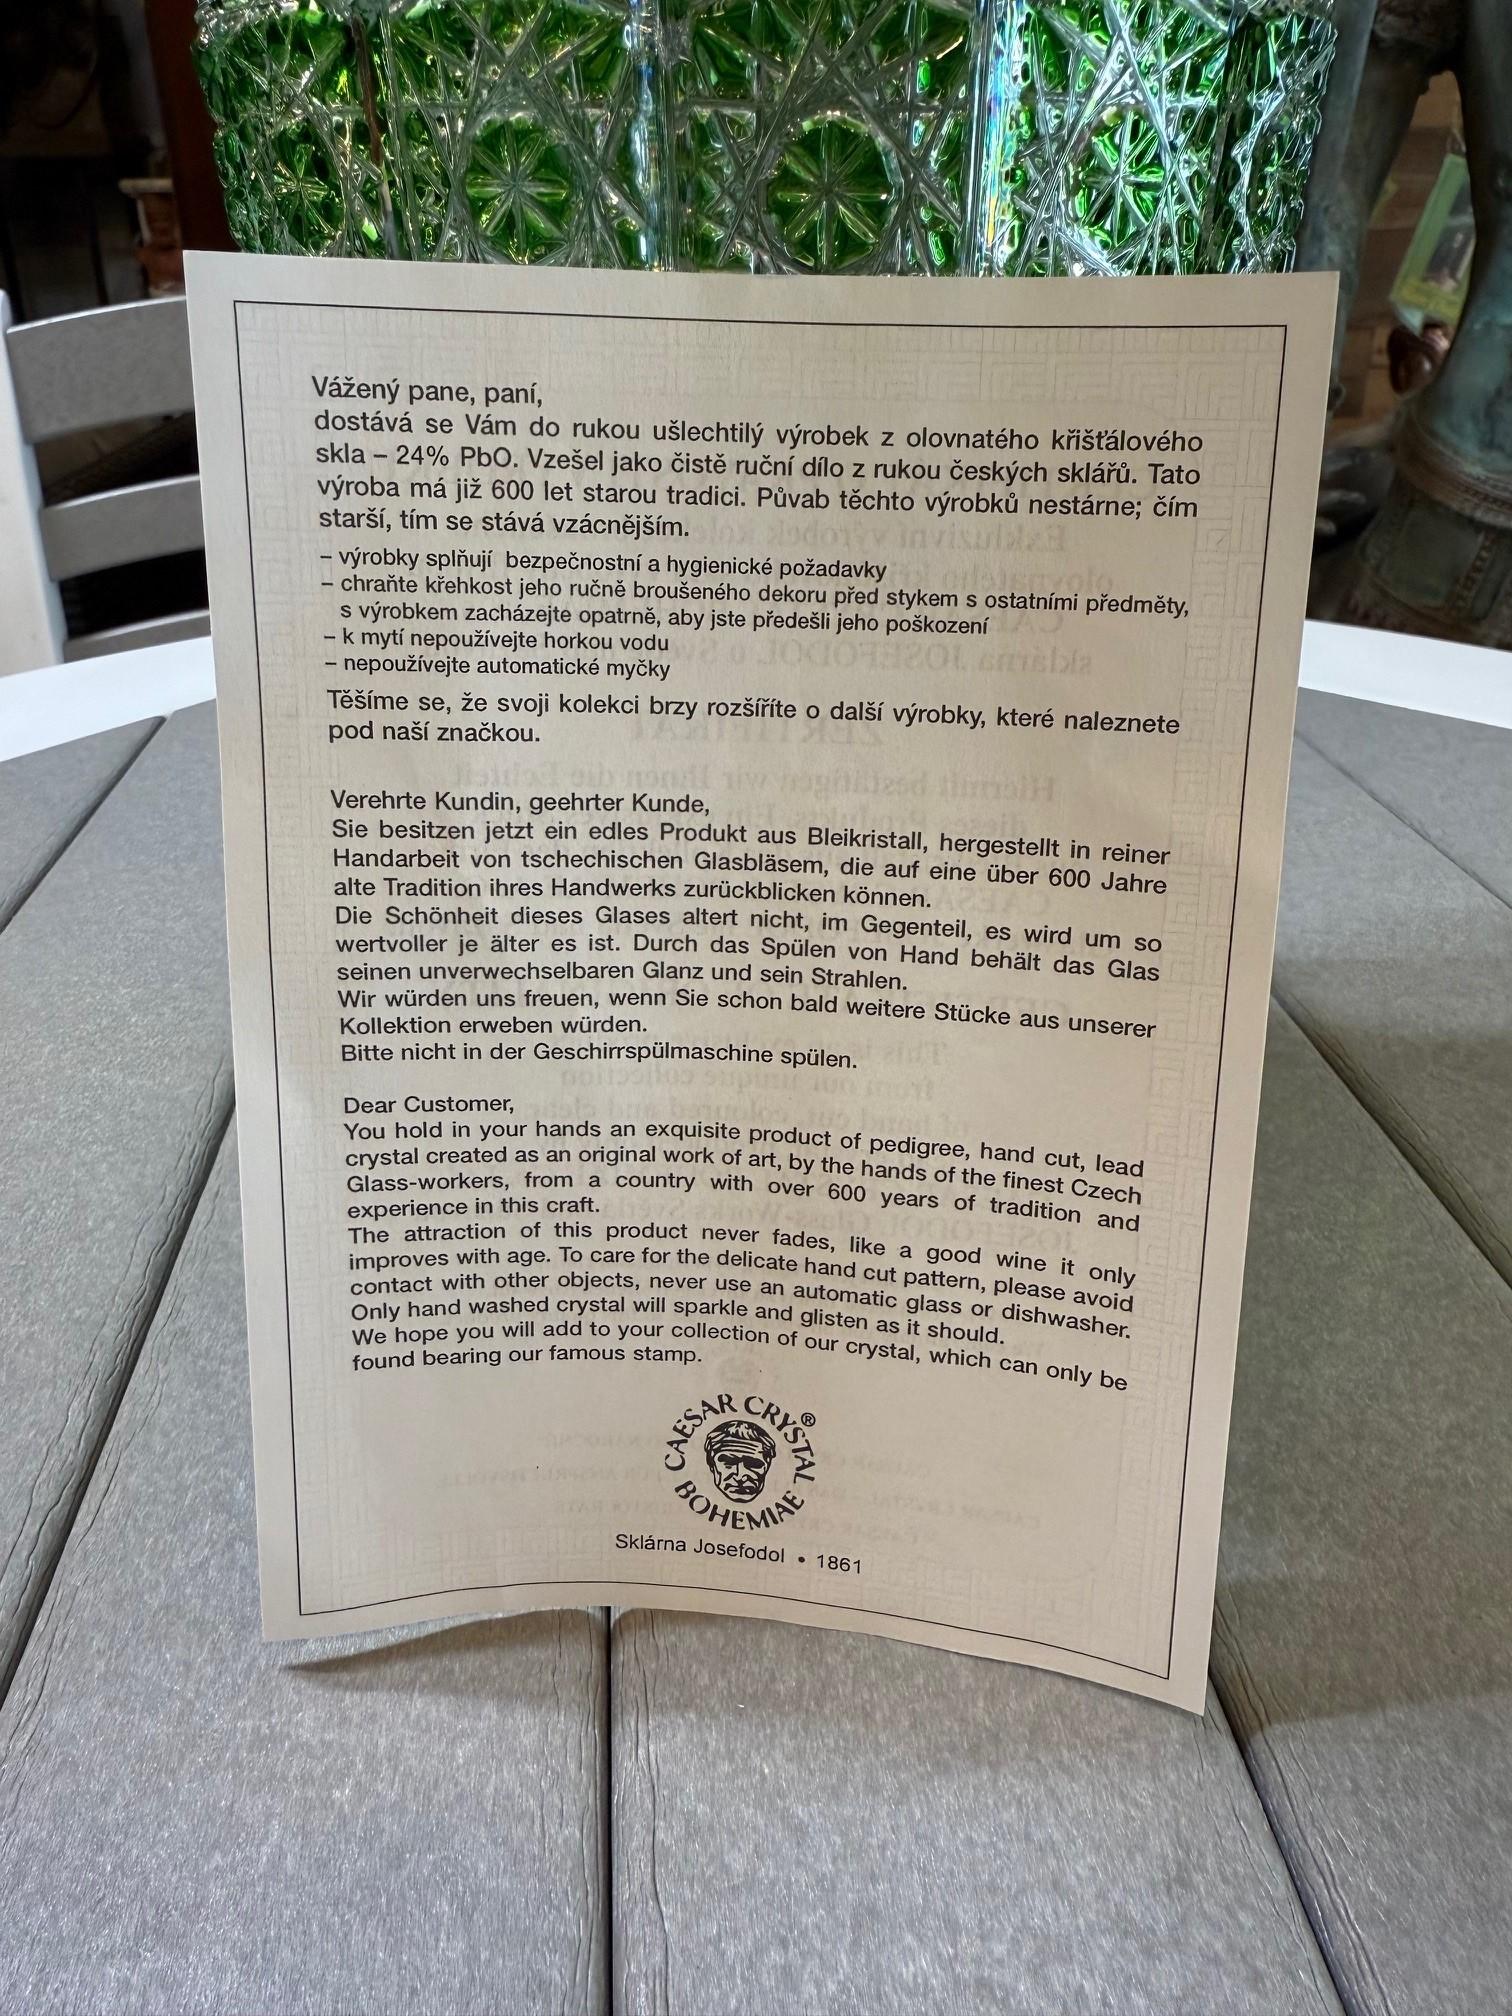 Vážený pane, paní,
dostává se Vám do rukou ušlechtilý výrobek z olovnatého křišťálového
skla – 24% PbO. Vzešel jako čistě ruční dílo z rukou českých sklářů. Tato
výroba má již 600 let starou tradici. Půvab těchto výrobků nestárne; čím
starší, tím se stává vzácnějším.
– výrobky splňují bezpečnostní a hygienické požadavky
– chraňte křehkost jeho ručně broušeného dekoru před stykem s ostatními předměty,
s výrobkem zacházejte opatrně, aby jste předešli jeho poškození
– k mytí nepoužívejte horkou vodu
– nepoužívejte automatické myčky
Těšíme se, že svoji kolekci brzy rozšíříte o další výrobky, které naleznete
pod naší značkou.
Verehrte Kundin, geehrter Kunde,
Sie besitzen jetzt ein edles Produkt aus Bleikristall, hergestellt in reiner
Handarbeit von tschechischen Glasbläsem, die auf eine über 600 Jahre
alte Tradition ihres Handwerks zurückblicken können.
Die Schönheit dieses Glases altert nicht, im Gegenteil, es wird um so
wertvoller je älter es ist. Durch das Spülen von Hand behält das Glas
seinen unverwechselbaren Glanz und sein Strahlen.
Wir würden uns freuen, wenn Sie schon bald weitere Stücke aus unserer
Kollektion erweben würden.
Bitte nicht in der Geschirrspülmaschine spülen.
Dear Customer,
You hold in your hands an exquisite product of pedigree, hand cut, lead
crystal created as an original work of art, by the hands of the finest Czech
Glass-workers, from a country with over 600 years of tradition and
experience in this craft.
The attraction of this product never fades, like a good wine it only
improves with age. To care for the delicate hand cut pattern, please avoid
contact with other objects, never use an automatic glass or dishwasher.
Only hand washed crystal will sparkle and glisten as it should.
We hope you will add to your collection of our crystal, which can only be
found bearing our famous stamp.
CAESAR CRYSTAL ®
BOHEMIAE
Sklárna Josefodol • 1861